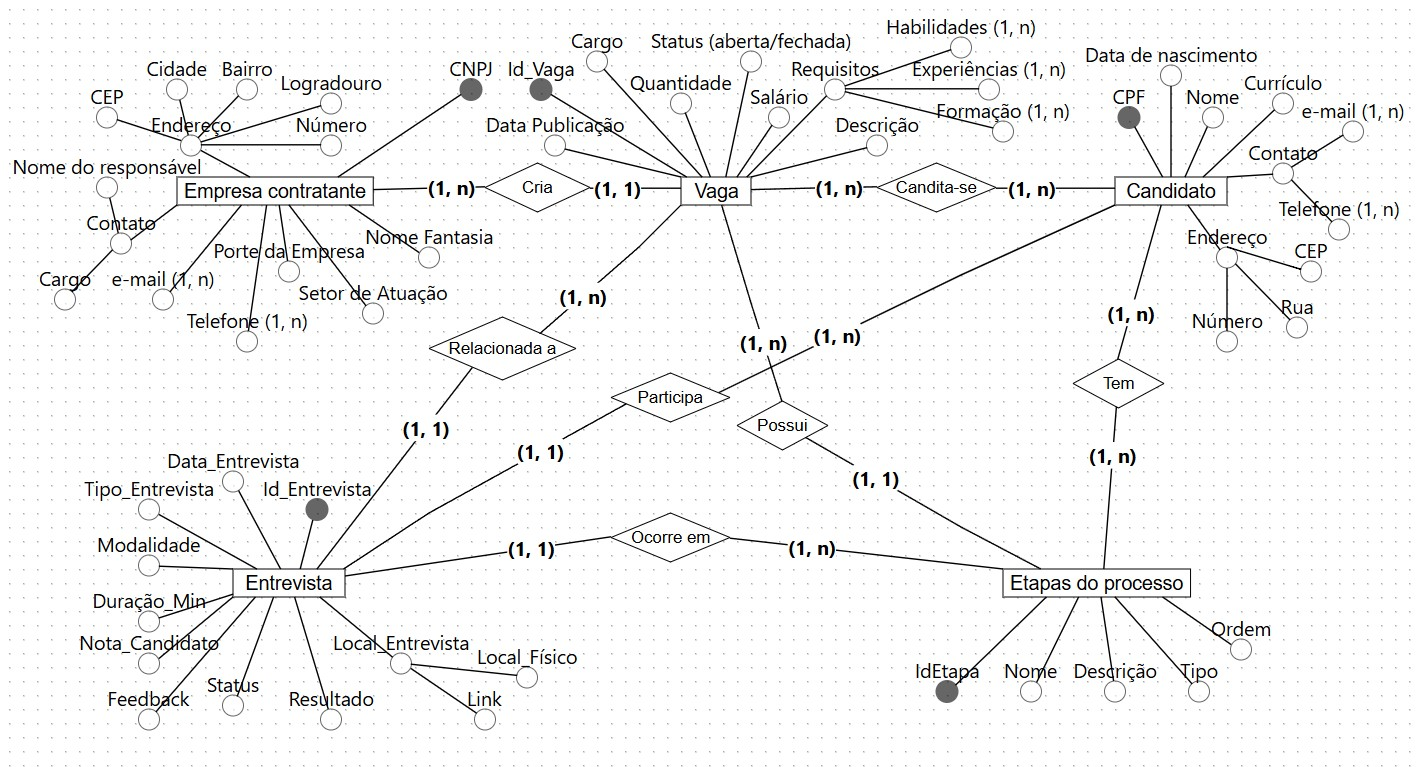 Habilidades (1, n)
Cargo
Status (aberta/fechada)
Data de nascimento
Cidade
Bairro
CNPJ
Id_Vaga
Requisitos
Experiências (1, n)
Logradouro
Quantidade
Currículo
CEP
Salário
CPF
Nome
Formação (1, n)
e-mail (1, n)
Endereço
Número
Data Publicação
Descrição
Contato
Nome do responsável
Empresa contratante
(1, n)
Cria
(1, 1)
Vaga
(1, n)
Candita-se
(1, n)
Candidato
Telefone (1, n)
Contato
Nome Fantasia
Endereço
Porte da Empresa
CEP
Cargo
e-mail (1, n)
Setor de Atuação
(1, n)
Telefone (1, n)
(1, n)
Número
Rua
(1, n)
(1, n)
Relacionada a
Tem
Participa
Possui
(1, 1)
(1, 1)
(1, n)
Data_Entrevista
(1, 1)
Tipo_Entrevista
Id_Entrevista
Modalidade
(1, 1)
Ocorre em
(1, n)
Entrevista
Etapas do processo
Duração_Min
Nota_Candidato
Local_Entrevista
Ordem
Local_Físico
Feedback
Status
Resultado
Link
IdEtapa
Nome
Descrição
Tipo